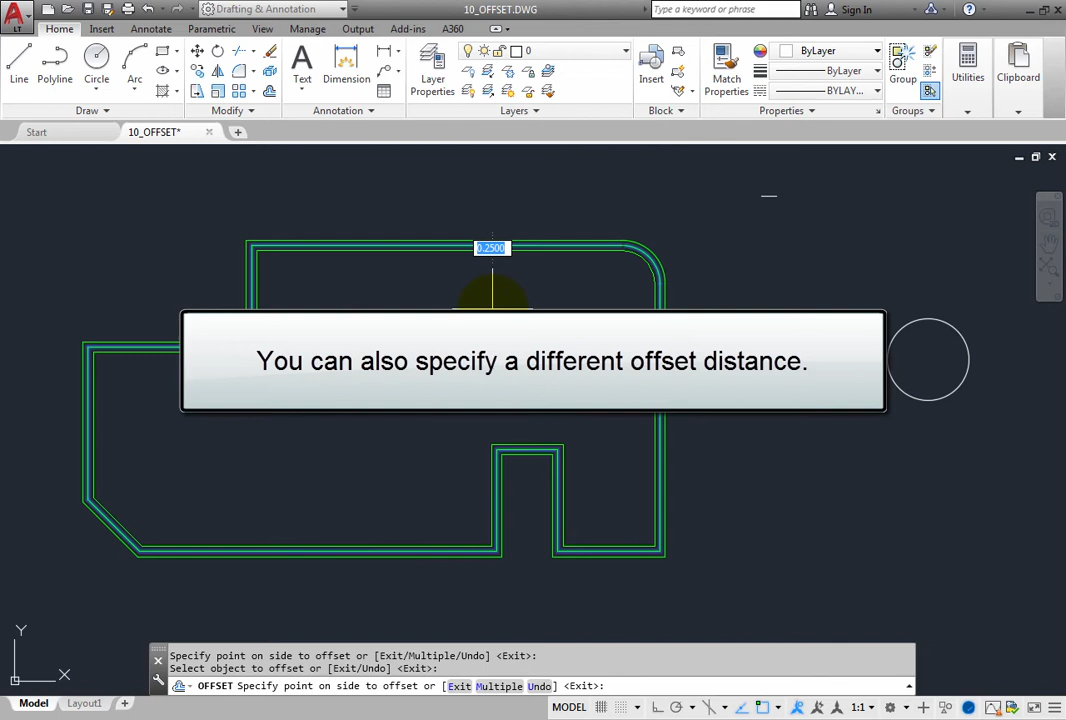 Drafting & Annotation
10_OFFSET.DWG
Type a keyword or phrase
Sign In
LT
Home Insert Annotate Parametric View Manage Output Add-ins A360
Line Polyline Circle Arc
Text Dimension
Layer Properties
0
Insert
Match Properties
ByLayer
ByLayer
BYLAY...
Group
Utilities
Clipboard
Draw Modify Annotation Layers Block Properties Groups
Start 10_OFFSET*
0.2500
You can also specify a different offset distance.
Y
X
Specify point on side to offset or [Exit/Multiple/Undo] <Exit>:
Select object to offset or [Exit/Undo] <Exit>:
OFFSET Specify point on side to offset or [Exit Multiple Undo] <Exit>:
Model Layout1
MODEL 1:1